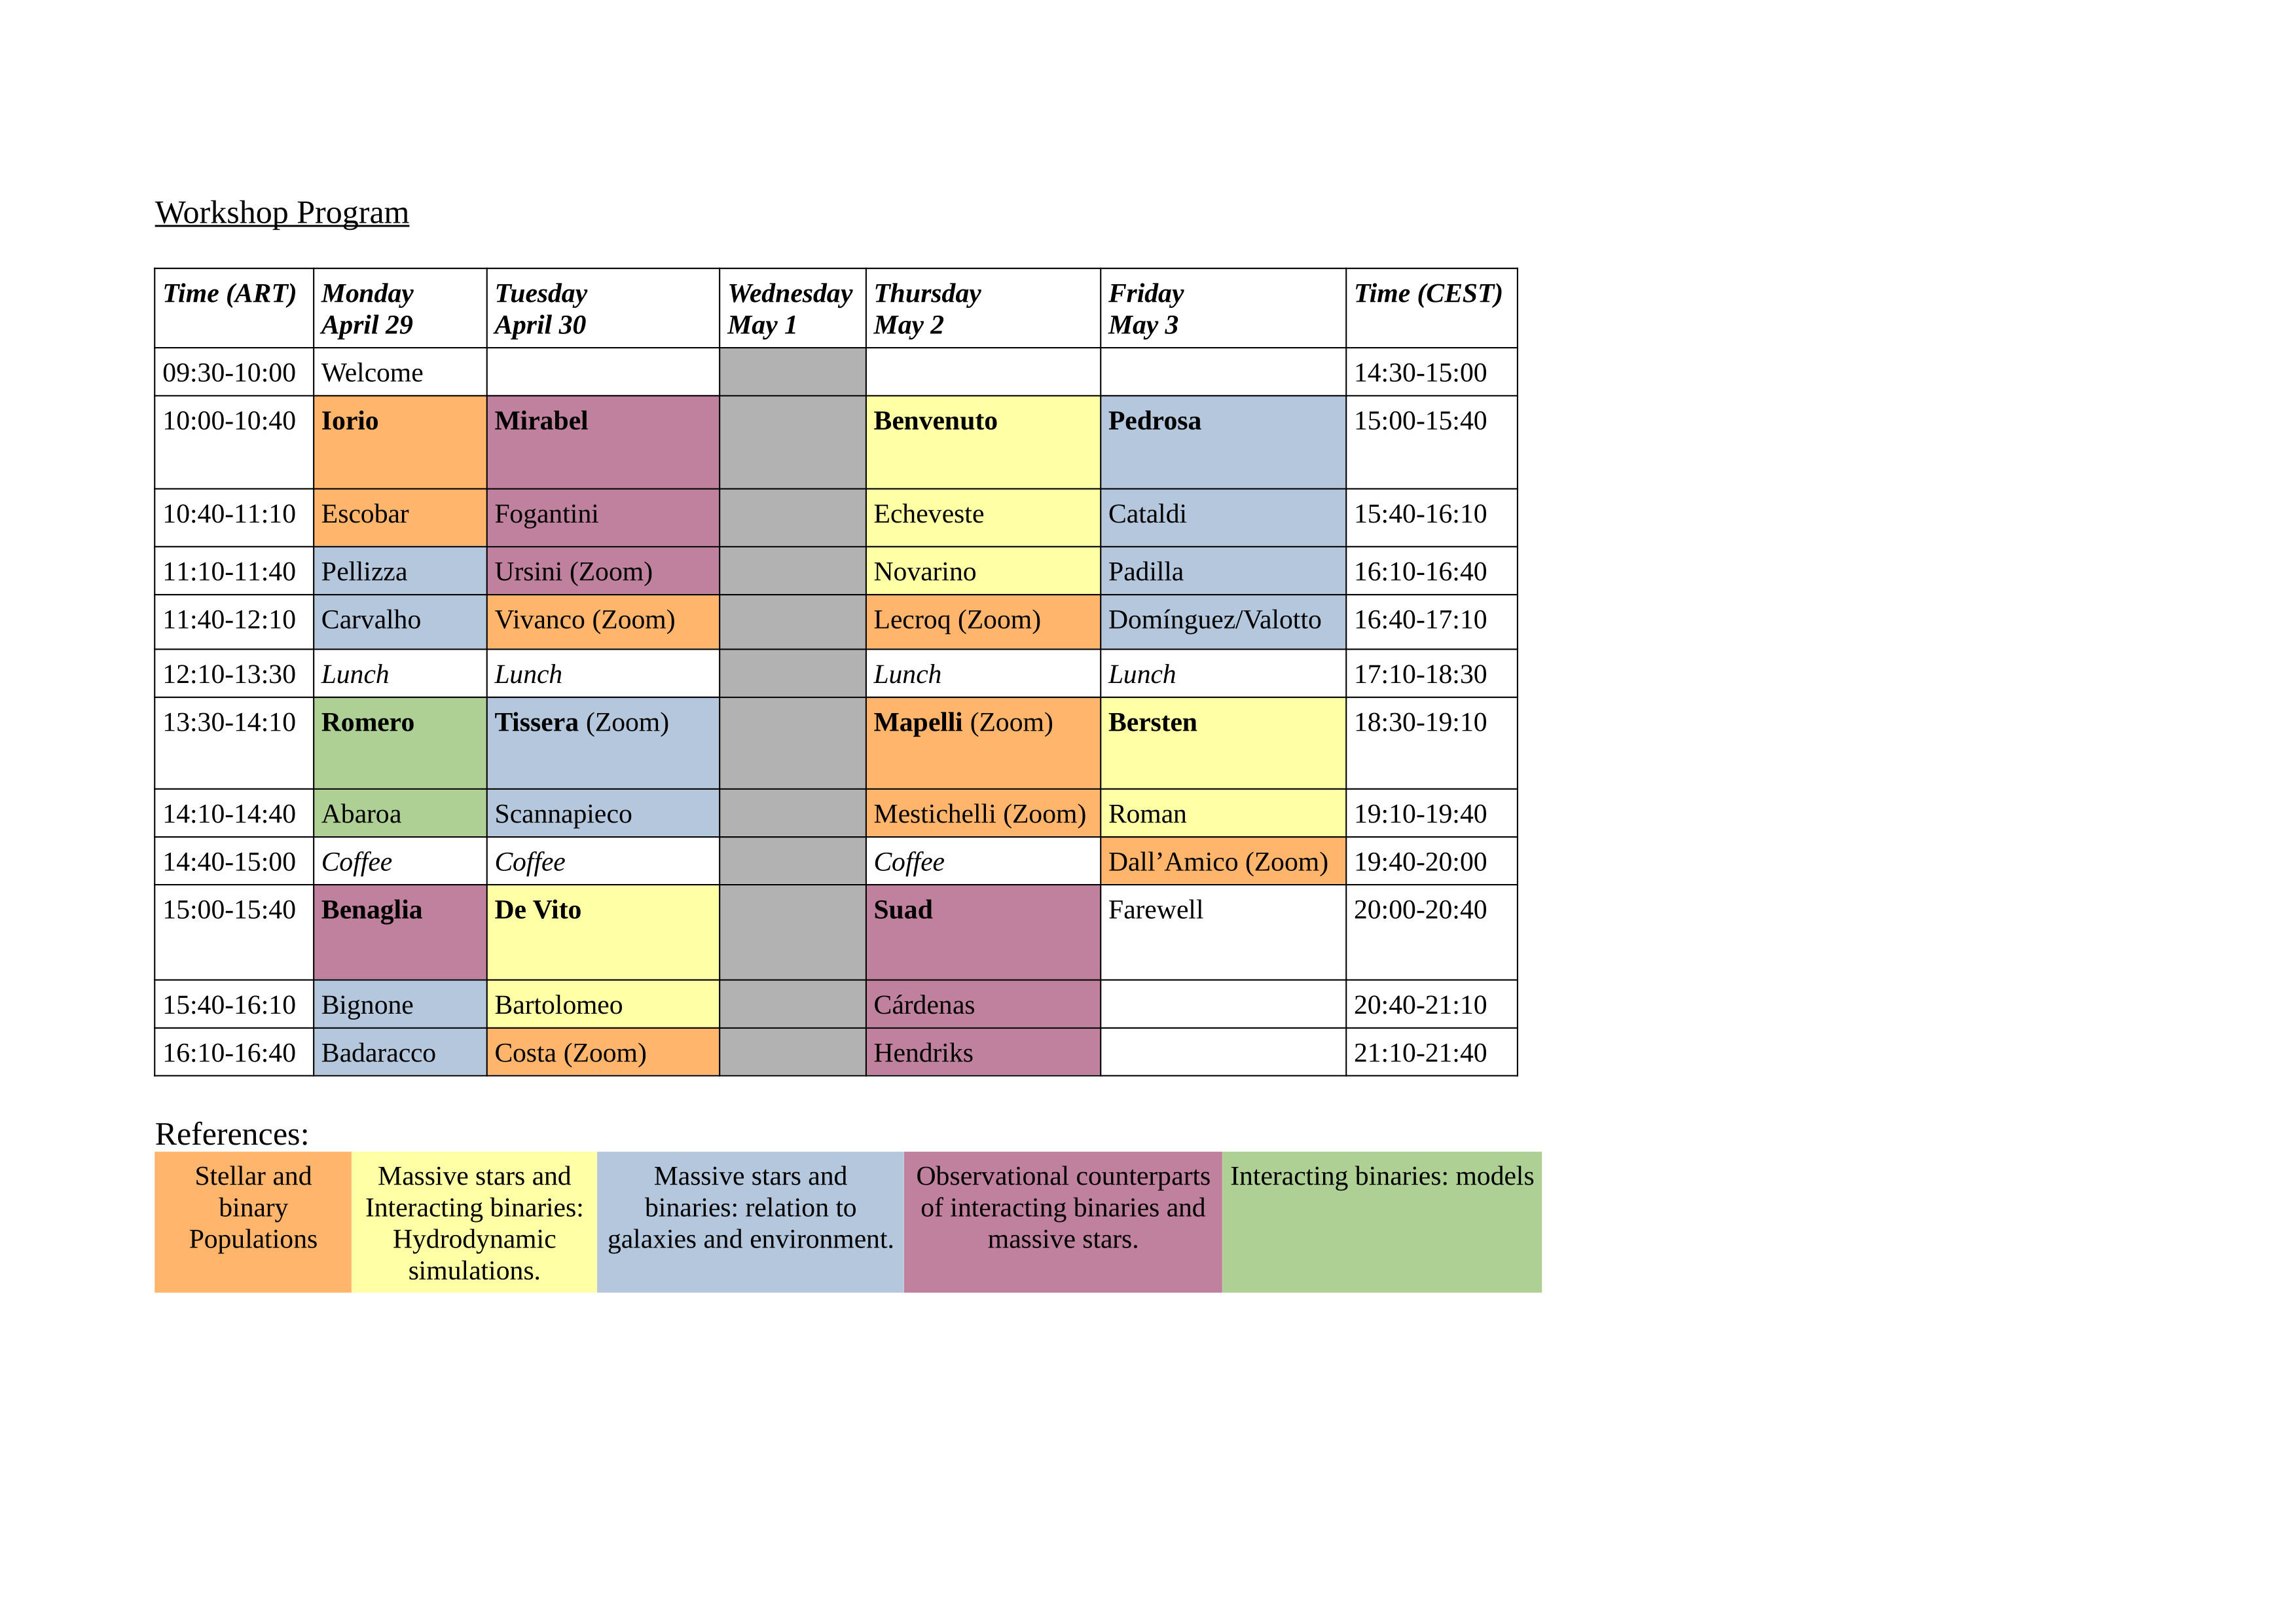 Workshop Program
Time (ART) Monday Tuesday Wednesday Thursday Friday Time (CEST)
April 29 April 30 May 1 May 2 May 3
09:30-10:00 Welcome 14:30-15:00
10:00-10:40 Iorio Mirabel Benvenuto Pedrosa 15:00-15:40
10:40-11:10 Escobar Fogantini Echeveste Cataldi 15:40-16:10
11:10-11:40 Pellizza Ursini (Zoom) Novarino Padilla 16:10-16:40
11:40-12:10 Carvalho Vivanco (Zoom) Lecroq (Zoom) Domínguez/Valotto 16:40-17:10
12:10-13:30 Lunch Lunch Lunch Lunch 17:10-18:30
13:30-14:10 Romero Tissera (Zoom) Mapelli (Zoom) Bersten 18:30-19:10
14:10-14:40 Abaroa Scannapieco Mestichelli (Zoom) Roman 19:10-19:40
14:40-15:00 Coffee Coffee Coffee Dall’Amico (Zoom) 19:40-20:00
15:00-15:40 Benaglia De Vito Suad Farewell 20:00-20:40
15:40-16:10 Bignone Bartolomeo Cárdenas 20:40-21:10
16:10-16:40 Badaracco Costa (Zoom) Hendriks 21:10-21:40
References:
Stellar and Massive stars and Massive stars and Observational counterparts Interacting binaries: models
binary Interacting binaries: binaries: relation to of interacting binaries and
Populations Hydrodynamic galaxies and environment. massive stars.
simulations.